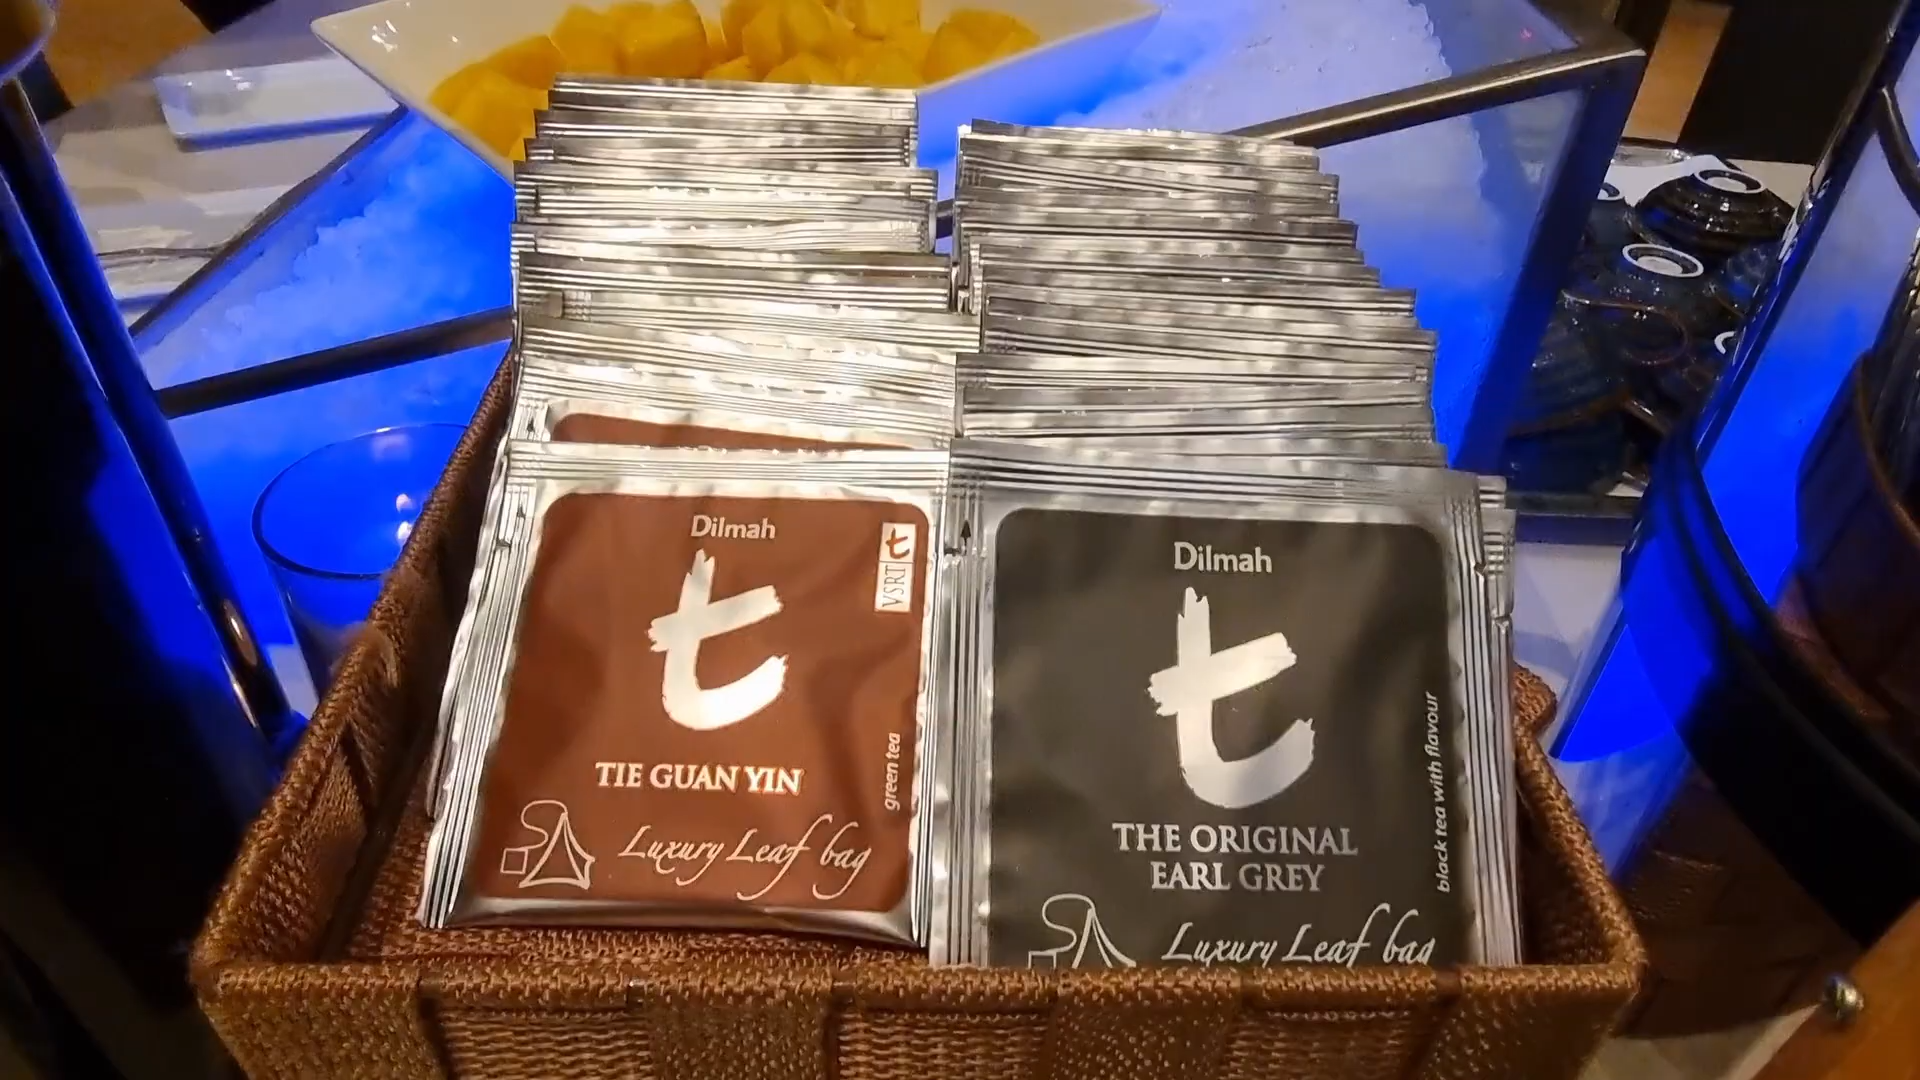 Dilmah
t
VSRT t
TIE GUAN YIN
green tea
Luxury Leaf bag
Dilmah
t
THE ORIGINAL
EARL GREY
black tea with flavour
Luxury Leaf bag